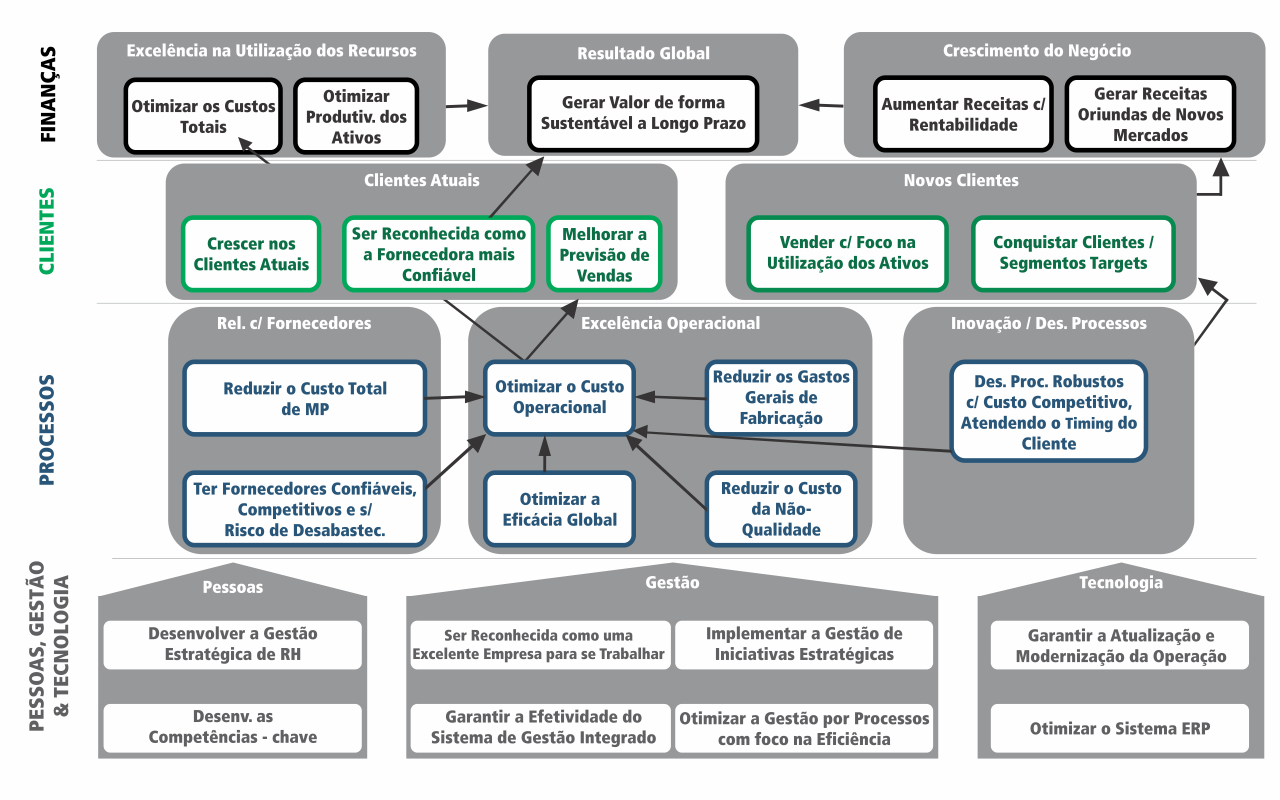 FINANÇAS
Excelência na Utilização dos Recursos
Otimizar os Custos
Totais
Otimizar
Produtiv. dos
Ativos
Resultado Global
Gerar Valor de forma
Sustentável a Longo Prazo
Crescimento do Negócio
Aumentar Receitas c/
Rentabilidade
Gerar Receitas
Oriundas de Novos
Mercados
CLIENTES
Clientes Atuais
Crescer nos
Clientes Atuais
Ser Reconhecida como
a Fornecedora mais
Confiável
Melhorar a
Previsão de
Vendas
Novos Clientes
Vender c/ Foco na
Utilização dos Ativos
Conquistar Clientes /
Segmentos Targets
PROCESSOS
Rel. c/ Fornecedores
Reduzir o Custo Total
de MP
Ter Fornecedores Confiáveis,
Competitivos e s/
Risco de Desabastec.
Excelência Operacional
Otimizar o Custo
Operacional
Reduzir os Gastos
Gerais de
Fabricação
Otimizar a
Eficácia Global
Reduzir o Custo
da Não-
Qualidade
Inovação / Des. Processos
Des. Proc. Robustos
c/ Custo Competitivo,
Atendendo o Timing do
Cliente
PESSOAS, GESTÃO
& TECNOLOGIA
Pessoas
Desenvolver a Gestão
Estratégica de RH
Desenv. as
Competências - chave
Gestão
Ser Reconhecida como uma
Excelente Empresa para se Trabalhar
Implementar a Gestão de
Iniciativas Estratégicas
Garantir a Efetividade do
Sistema de Gestão Integrado
Otimizar a Gestão por Processos
com foco na Eficiência
Tecnologia
Garantir a Atualização e
Modernização da Operação
Otimizar o Sistema ERP